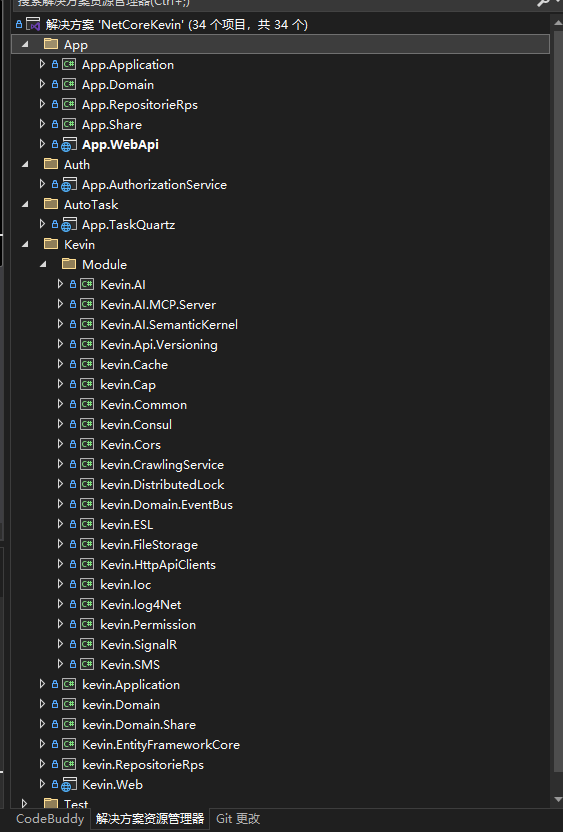 搜索解决方案资源管理器(Ctrl+;)
解决方案 'NetCoreKevin' (34 个项目，共 34 个)
App
App.Application
App.Domain
App.RepositorieRps
App.Share
App.WebApi
Auth
App.AuthorizationService
AutoTask
App.TaskQuartz
Kevin
Module
Kevin.AI
Kevin.AI.MCP.Server
Kevin.AI.SemanticKernel
Kevin.Api.Versioning
kevin.Cache
kevin.Cap
Kevin.Common
kevin.Consul
Kevin.Cors
kevin.CrawlingService
kevin.DistributedLock
kevin.Domain.EventBus
kevin.ESL
kevin.FileStorage
Kevin.HttpApiClients
kevin.Ioc
Kevin.log4Net
kevin.Permission
Kevin.SignalR
Kevin.SMS
kevin.Application
kevin.Domain
kevin.Domain.Share
Kevin.EntityFrameworkCore
kevin.RepositorieRps
Kevin.Web
Test
CodeBuddy 解决方案资源管理器 Git 更改